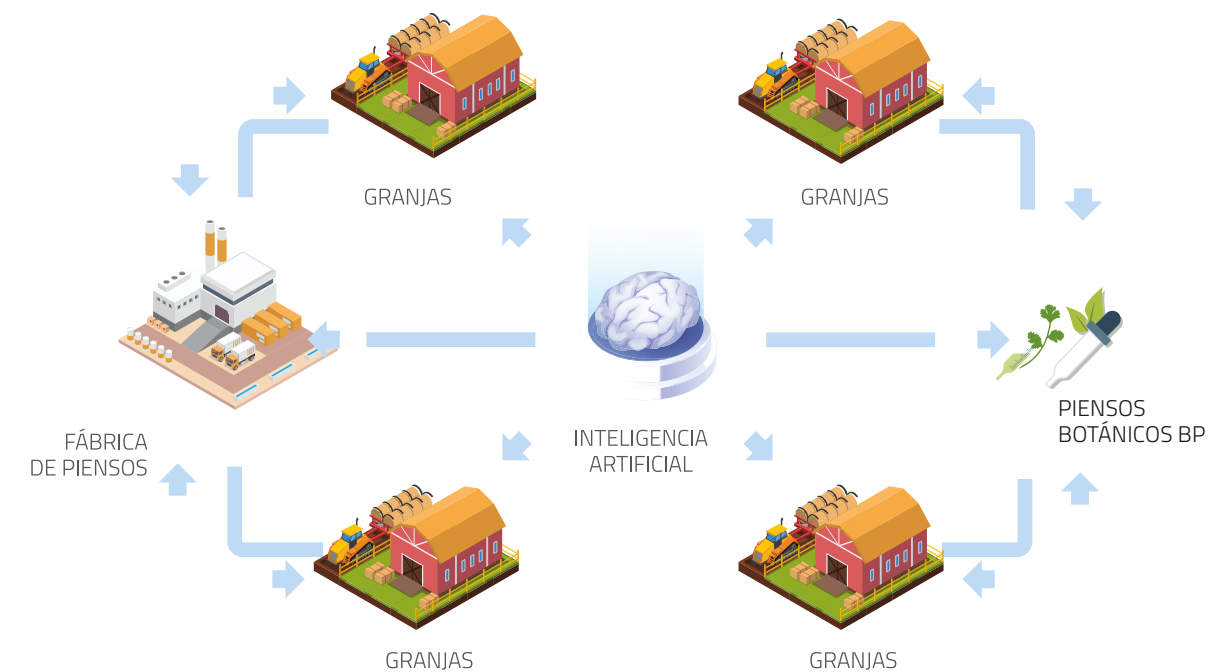 GRANJAS
GRANJAS
FÁBRICA
DE PIENSOS
INTELIGENCIA
ARTIFICIAL
PIENSOS
BOTÁNICOS BP
GRANJAS
GRANJAS